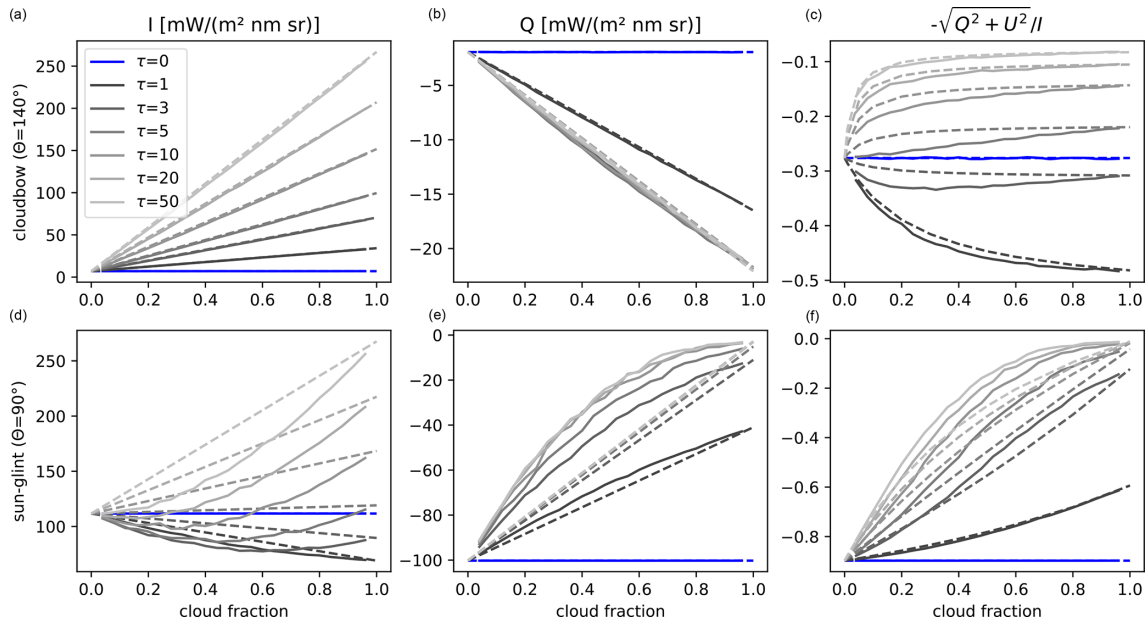 (a)
I [mW/(m² nm sr)]
(b)
Q [mW/(m² nm sr)]
(c)
-√Q² + U²/I
cloudbow (Θ=140°)
250
200
150
100
50
0
τ=0
τ=1
τ=3
τ=5
τ=10
τ=20
τ=50
0.0 0.2 0.4 0.6 0.8 1.0
−5
−10
−15
−20
0.0 0.2 0.4 0.6 0.8 1.0
−0.1
−0.2
−0.3
−0.4
−0.5
0.0 0.2 0.4 0.6 0.8 1.0
(d)
(e)
(f)
sun-glint (Θ=90°)
250
200
150
100
0.0 0.2 0.4 0.6 0.8 1.0
cloud fraction
0
−20
−40
−60
−80
−100
0.0 0.2 0.4 0.6 0.8 1.0
cloud fraction
0.0
−0.2
−0.4
−0.6
−0.8
0.0 0.2 0.4 0.6 0.8 1.0
cloud fraction